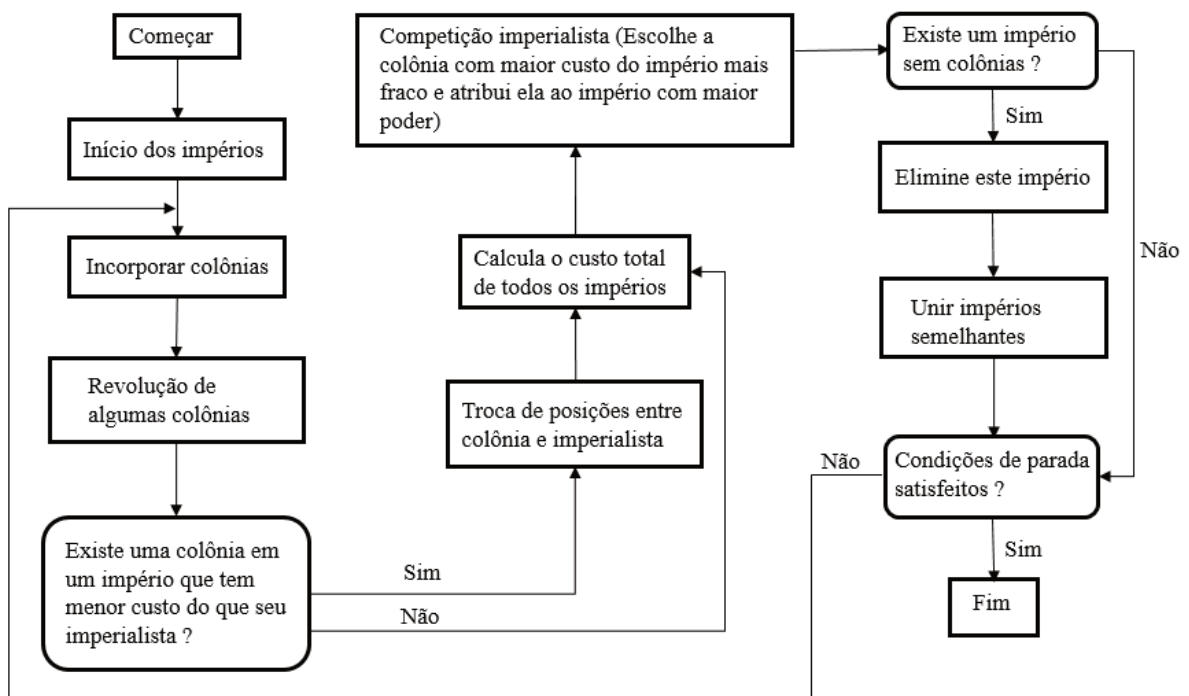 Começar
Início dos impérios
Incorporar colônias
Revolução de
algumas colônias
Existe uma colônia em
um império que tem
menor custo do que seu
imperialista ?
Sim
Não
Troca de posições entre
colônia e imperialista
Calcula o custo total
de todos os impérios
Competição imperialista (Escolhe a
colônia com maior custo do império mais
fraco e atribui ela ao império com maior
poder)
Existe um império
sem colônias ?
Sim
Não
Elimine este império
Unir impérios
semelhantes
Condições de parada
satisfeitos ?
Não
Sim
Fim